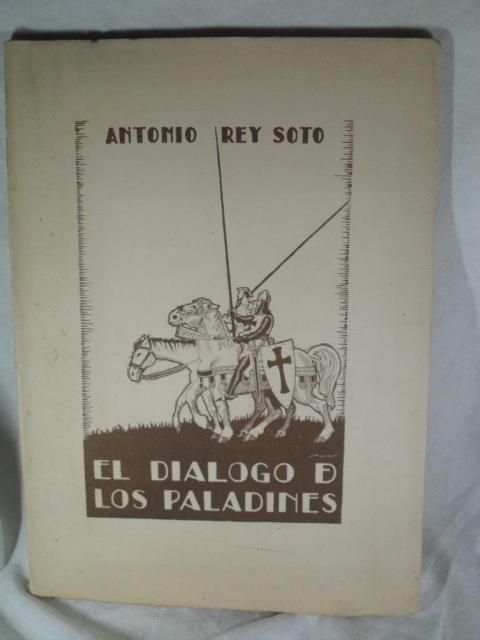 ANTONIO REY SOTO
EL DIALOGO Đ
LOS PALADINES